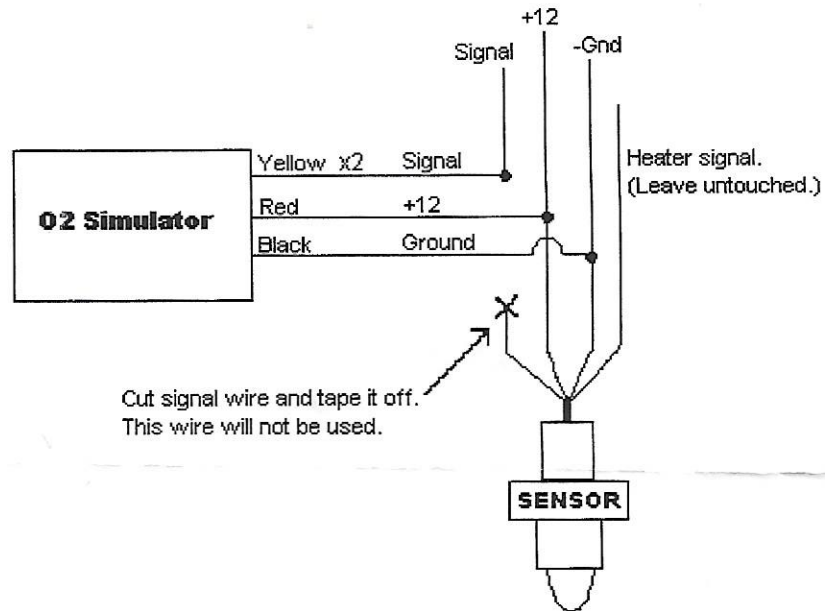 +12
Signal
-Gnd
Yellow x2 Signal
Heater signal.
(Leave untouched.)
Red +12
O2 Simulator
Black Ground
Cut signal wire and tape it off.
This wire will not be used.
SENSOR